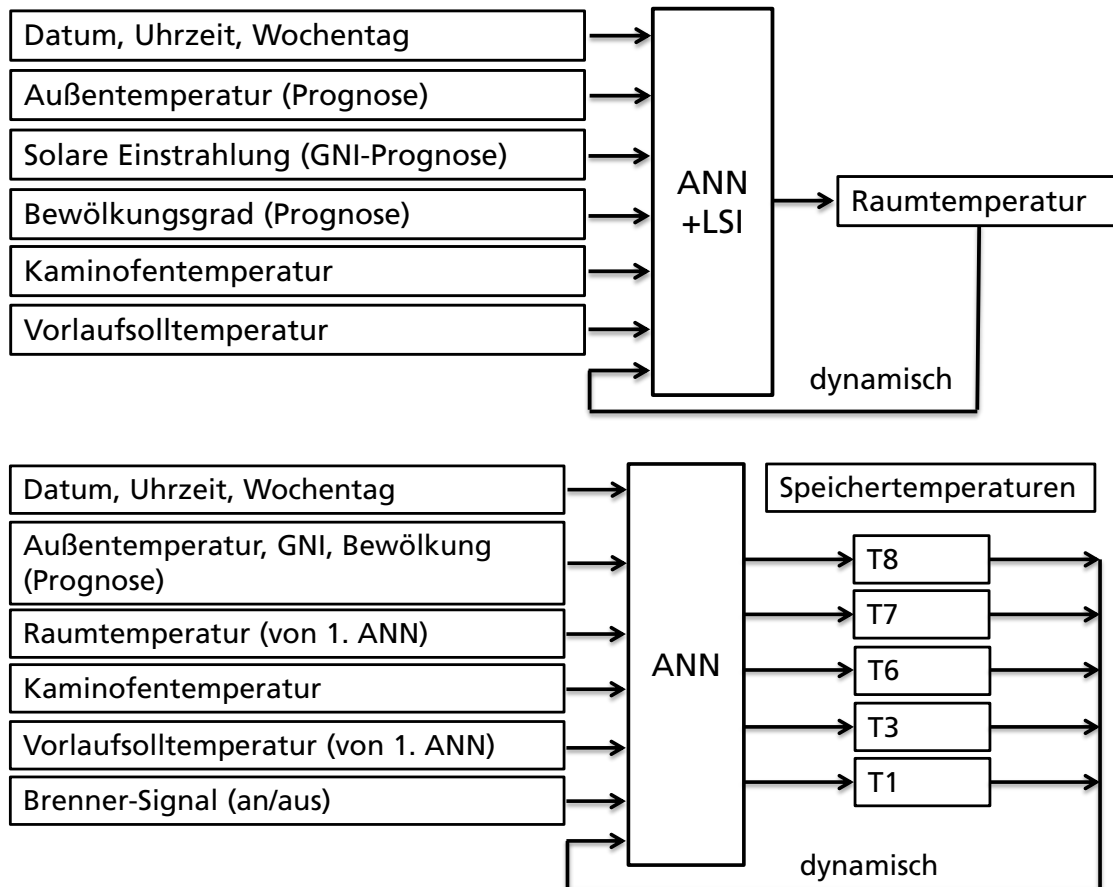 Datum, Uhrzeit, Wochentag
Außentemperatur (Prognose)
Solare Einstrahlung (GNI-Prognose)
Bewölkungsgrad (Prognose)
Kaminofentemperatur
Vorlaufsolltemperatur
ANN
+LSI
Raumtemperatur
dynamisch
Datum, Uhrzeit, Wochentag
Außentemperatur, GNI, Bewölkung
(Prognose)
Raumtemperatur (von 1. ANN)
Kaminofentemperatur
Vorlaufsolltemperatur (von 1. ANN)
Brenner-Signal (an/aus)
ANN
Speichertemperaturen
T8
T7
T6
T3
T1
dynamisch